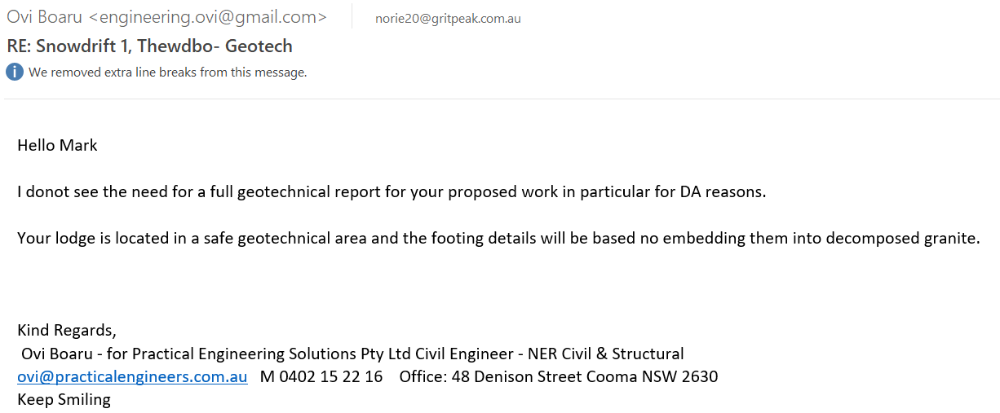 Ovi Boaru <engineering.ovi@gmail.com> norie20@gritpeak.com.au
RE: Snowdrift 1, Thewdbo- Geotech
i We removed extra line breaks from this message.
Hello Mark
I donot see the need for a full geotechnical report for your proposed work in particular for DA reasons.
Your lodge is located in a safe geotechnical area and the footing details will be based no embedding them into decomposed granite.
Kind Regards,
Ovi Boaru - for Practical Engineering Solutions Pty Ltd Civil Engineer - NER Civil & Structural
ovi@practicalengineers.com.au M 0402 15 22 16 Office: 48 Denison Street Cooma NSW 2630
Keep Smiling